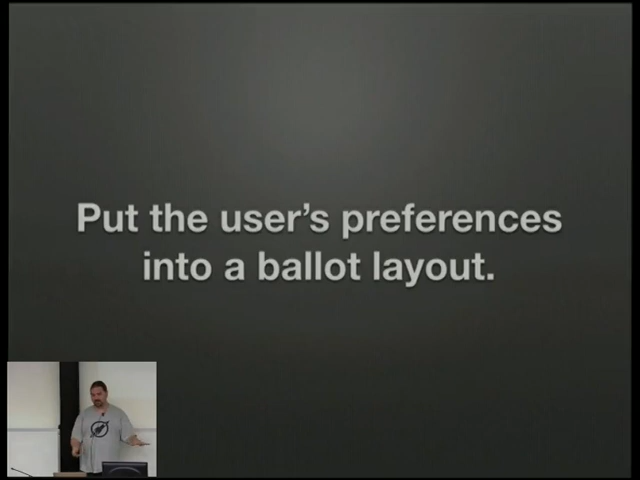 Put the user’s preferences
into a ballot layout.